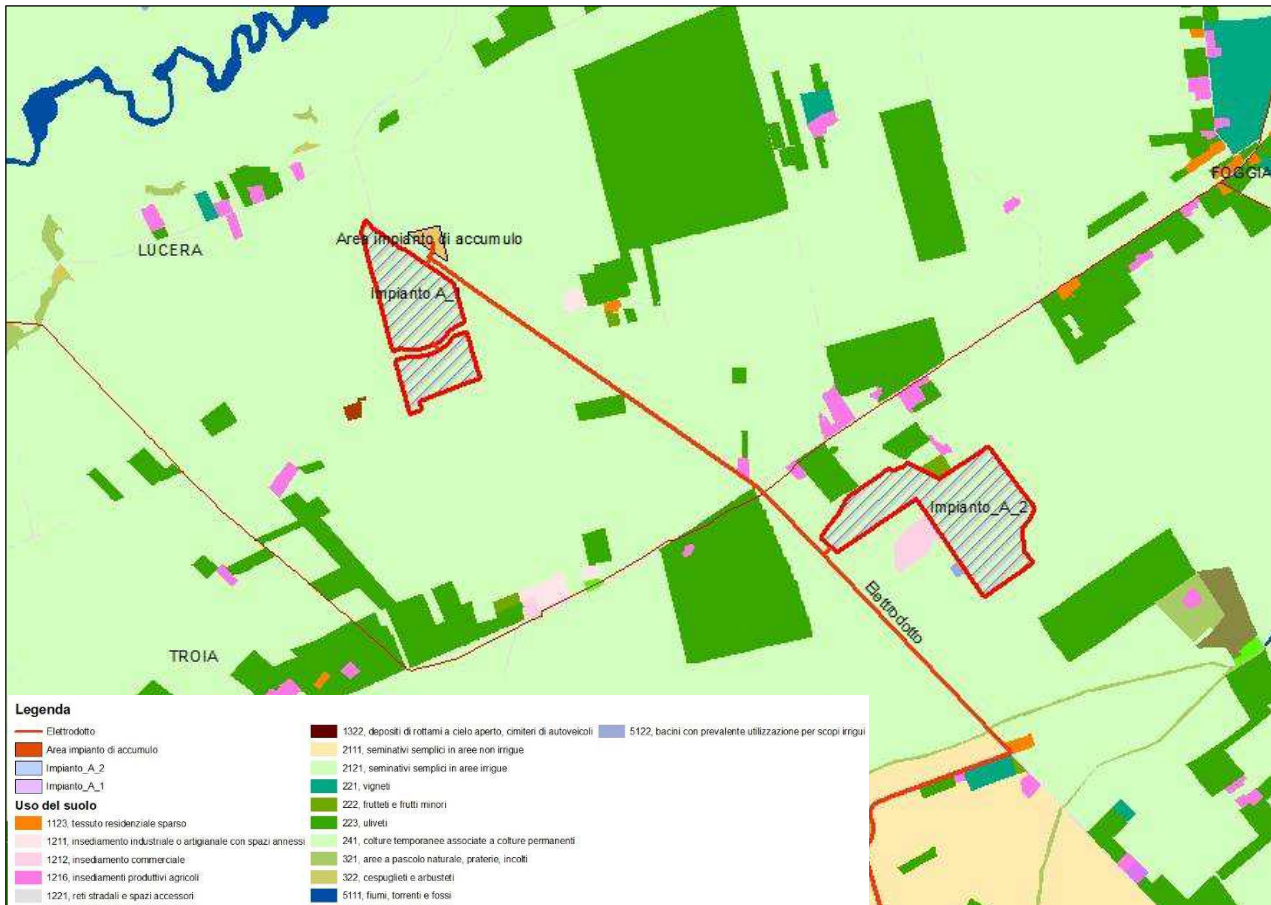 FOGGIA
LUCERA
Area impianto di accumulo
Impianto A_1
Impianto_A_2
Elettrodotto
TROIA
Legenda
Elettrodotto
Area impianto di accumulo
Impianto_A_2
Impianto_A_1
Uso del suolo
1123, tessuto residenziale sparso
1211, insediamento industriale o artigianale con spazi annessi
1212, insediamento commerciale
1216, insediamenti produttivi agricoli
1221, reti stradali e spazi accessori
1322, depositi di rottami a cielo aperto, cimiteri di autoveicoli
2111, seminativi semplici in aree non irrigue
2121, seminativi semplici in aree irrigue
221, vigneti
222, frutteti e frutti minori
223, uliveti
241, colture temporanee associate a colture permanenti
321, aree a pascolo naturale, praterie, incolti
322, cespuglieti e arbusteti
5111, fiumi, torrenti e fossi
5122, bacini con prevalente utilizzazione per scopi irrigui